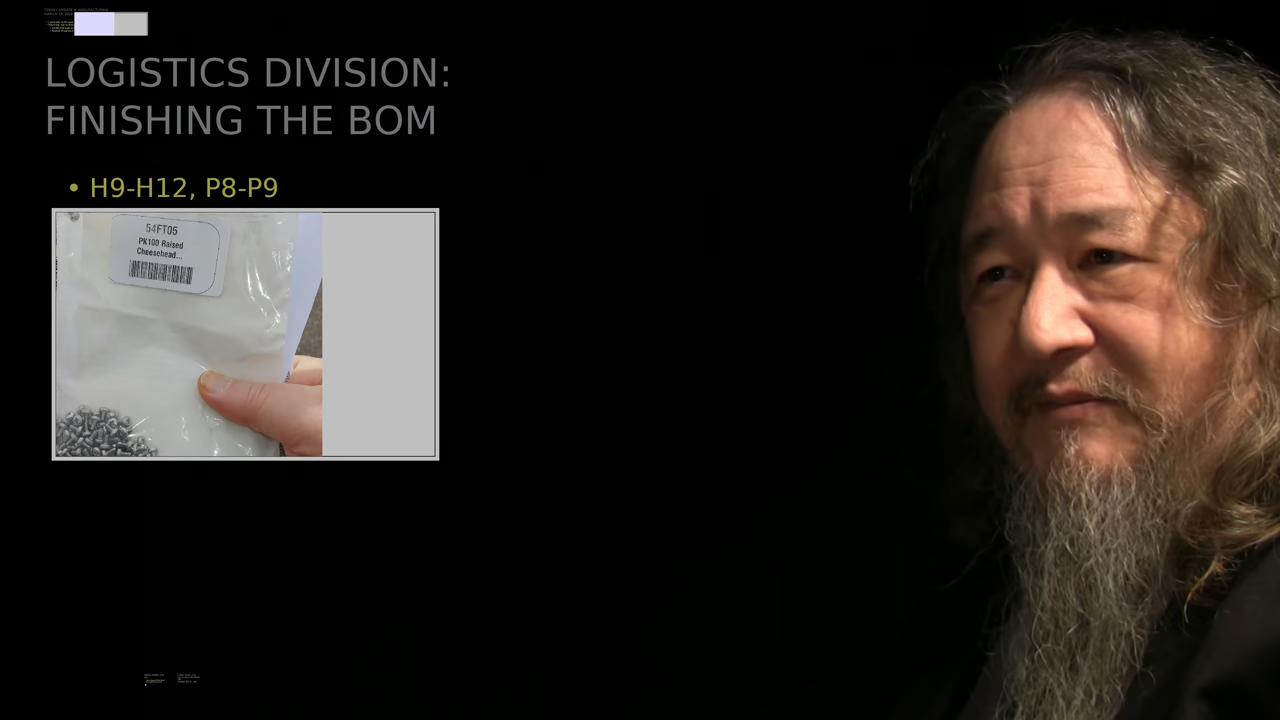 LOGISTICS DIVISION:
FINISHING THE BOM
• H9-H12, P8-P9
54FT05
PK100 Raised
Cheesehead...